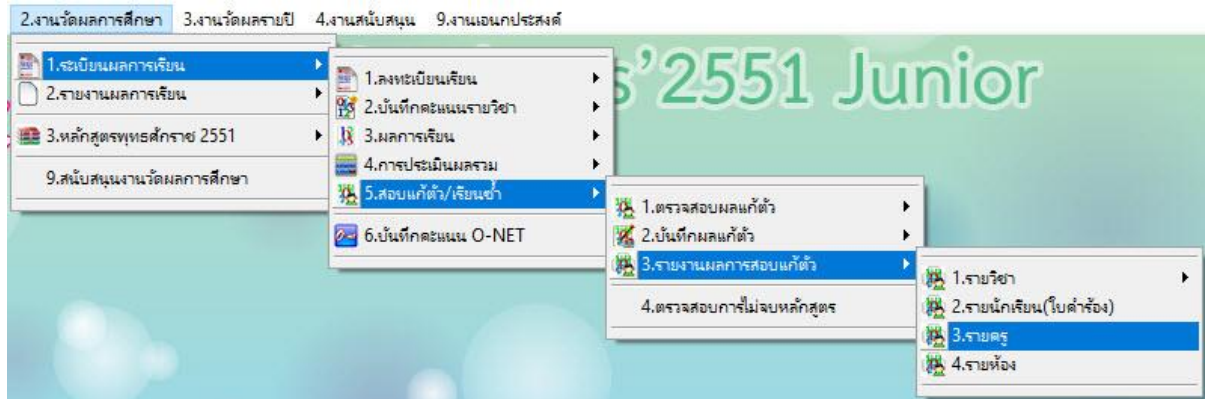 2.งานวัดผลการศึกษา 3.งานวัดผลรายปี 4.งานสนับสนุน 9.งานเอนกประสงค์
'2551 Junior
1.ระเบียนผลการเรียน
2.รายงานผลการเรียน
3.หลักสูตรพุทธศักราช 2551
9.สนับสนุนงานวัดผลการศึกษา
1.ลงทะเบียนเรียน
2.บันทึกคะแนนรายวิชา
3.ผลการเรียน
4.การประเมินผลรวม
5.สอบแก้ตัว/เรียนซ้ำ
6.บันทึกคะแนน O-NET
1.ตรวจสอบผลแก้ตัว
2.บันทึกผลแก้ตัว
3.รายงานผลการสอบแก้ตัว
4.ตรวจสอบการไม่จบหลักสูตร
1.รายวิชา
2.รายนักเรียน(ใบคำร้อง)
3.รายครู
4.รายห้อง